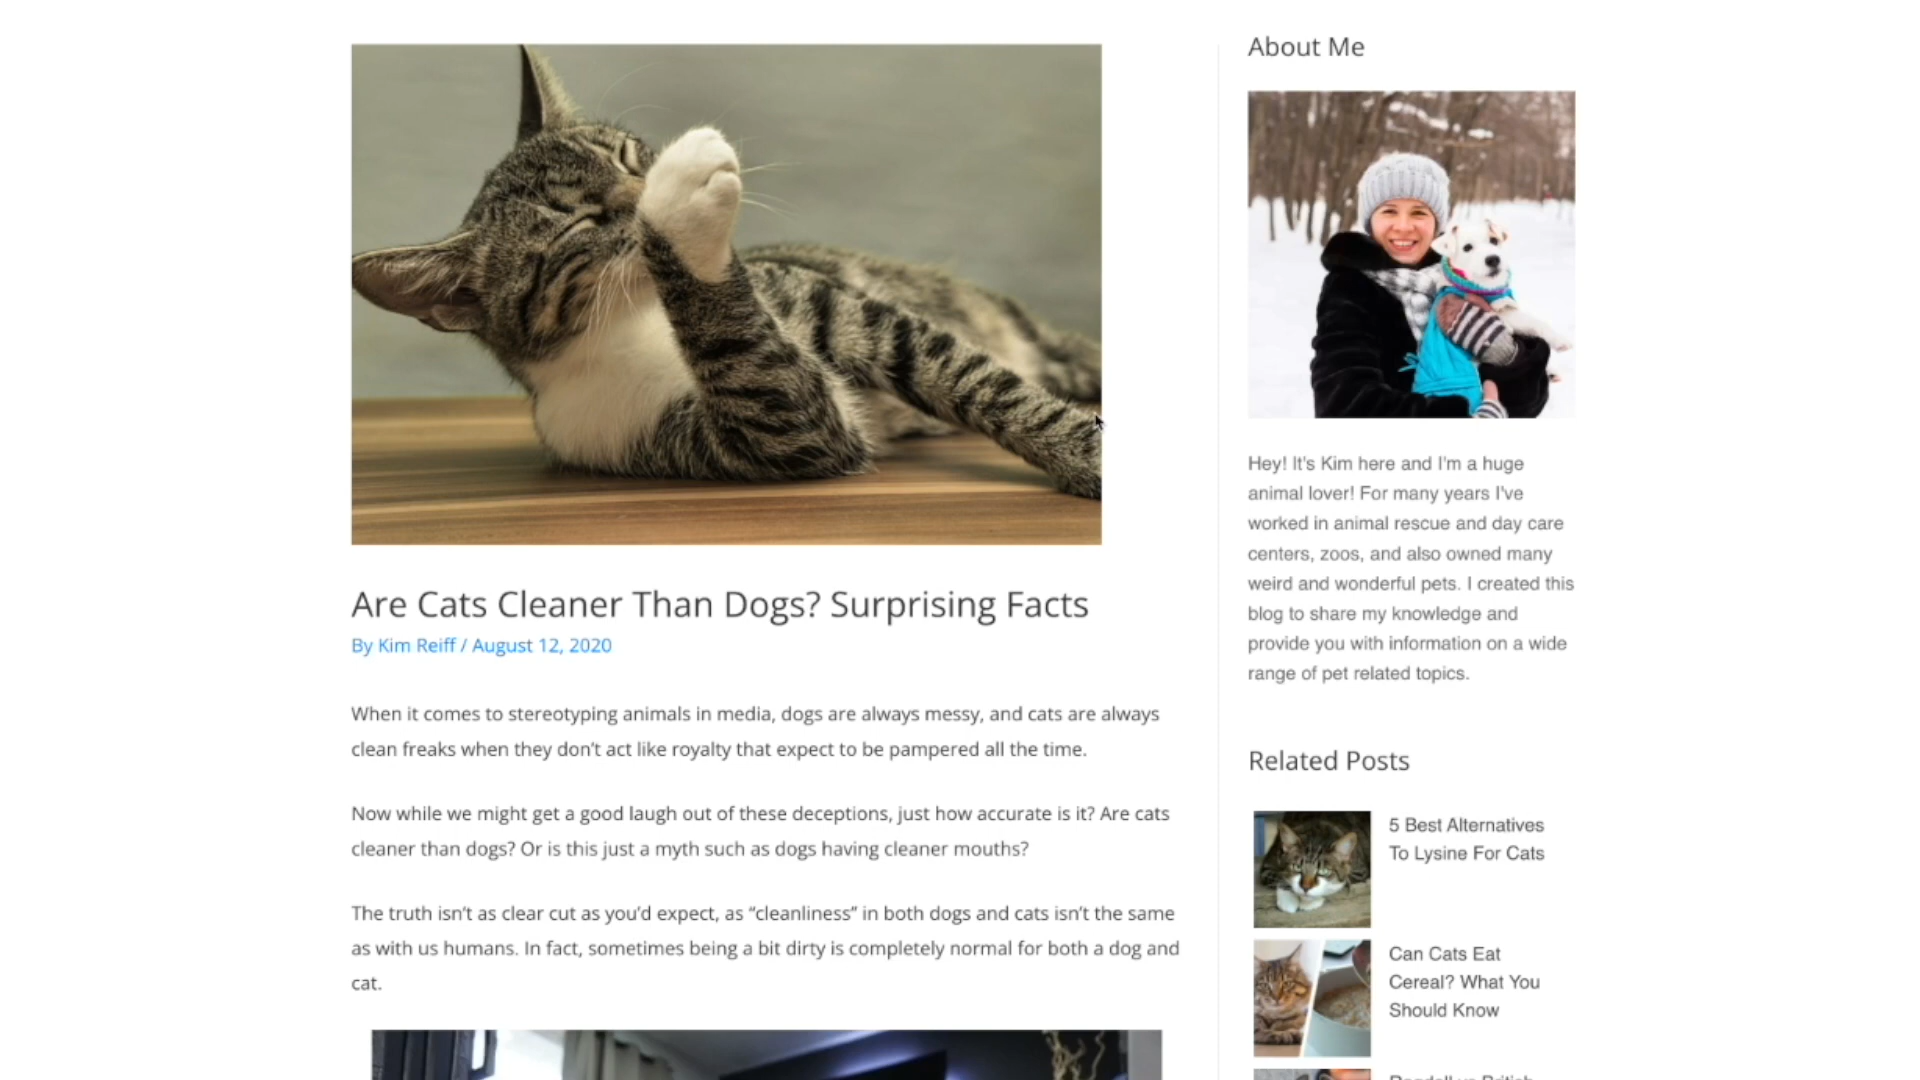 Are Cats Cleaner Than Dogs? Surprising Facts
By Kim Reiff / August 12, 2020
When it comes to stereotyping animals in media, dogs are always messy, and cats are always
clean freaks when they don’t act like royalty that expect to be pampered all the time.
Now while we might get a good laugh out of these deceptions, just how accurate is it? Are cats
cleaner than dogs? Or is this just a myth such as dogs having cleaner mouths?
The truth isn’t as clear cut as you’d expect, as “cleanliness” in both dogs and cats isn’t the same
as with us humans. In fact, sometimes being a bit dirty is completely normal for both a dog and
cat.
About Me
Hey! It's Kim here and I'm a huge
animal lover! For many years I've
worked in animal rescue and day care
centers, zoos, and also owned many
weird and wonderful pets. I created this
blog to share my knowledge and
provide you with information on a wide
range of pet related topics.
Related Posts
5 Best Alternatives
To Lysine For Cats
Can Cats Eat
Cereal? What You
Should Know